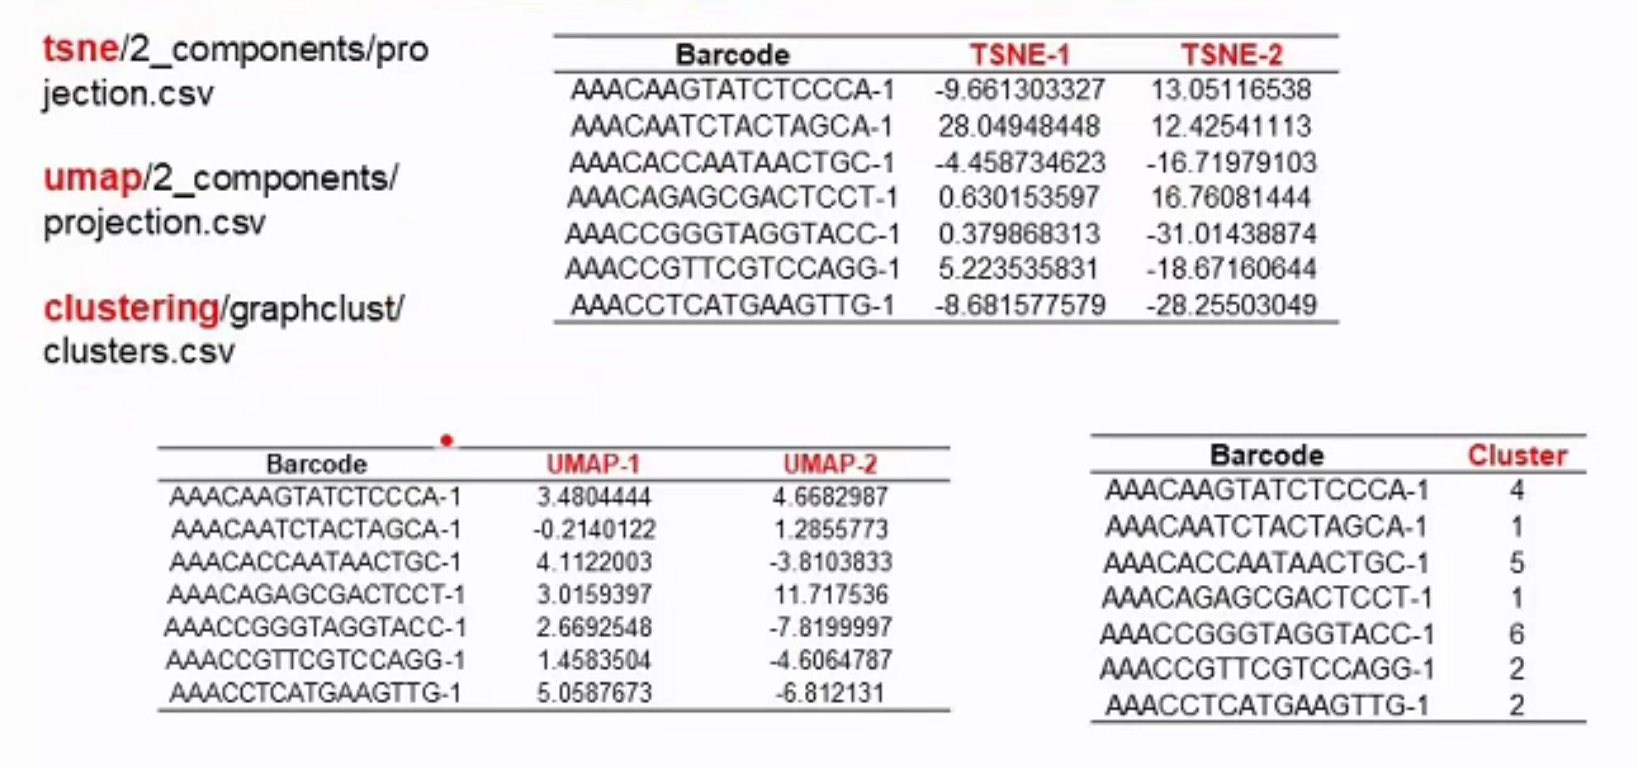 tsne/2_components/pro
jection.csv
umap/2_components/
projection.csv
clustering/graphclust/
clusters.csv
Barcode TSNE-1 TSNE-2
AAACAAGTATCTCCCA-1 -9.661303327 13.05116538
AAACAATCTACTAGCA-1 28.04948448 12.42541113
AAACACCAATAACTGC-1 -4.458734623 -16.71979103
AAACAGAGCGACTCCT-1 0.630153597 16.76081444
AAACCGGGTAGGTACC-1 0.379868313 -31.01438874
AAACCGTTCGTCCAGG-1 5.223535831 -18.67160644
AAACCTCATGAAGTTG-1 -8.681577579 -28.25503049
Barcode UMAP-1 UMAP-2
AAACAAGTATCTCCCA-1 3.4804444 4.6682987
AAACAATCTACTAGCA-1 -0.2140122 1.2855773
AAACACCAATAACTGC-1 4.1122003 -3.8103833
AAACAGAGCGACTCCT-1 3.0159397 11.717536
AAACCGGGTAGGTACC-1 2.6692548 -7.8199997
AAACCGTTCGTCCAGG-1 1.4583504 -4.6064787
AAACCTCATGAAGTTG-1 5.0587673 -6.812131
Barcode Cluster
AAACAAGTATCTCCCA-1 4
AAACAATCTACTAGCA-1 1
AAACACCAATAACTGC-1 5
AAACAGAGCGACTCCT-1 1
AAACCGGGTAGGTACC-1 6
AAACCGTTCGTCCAGG-1 2
AAACCTCATGAAGTTG-1 2